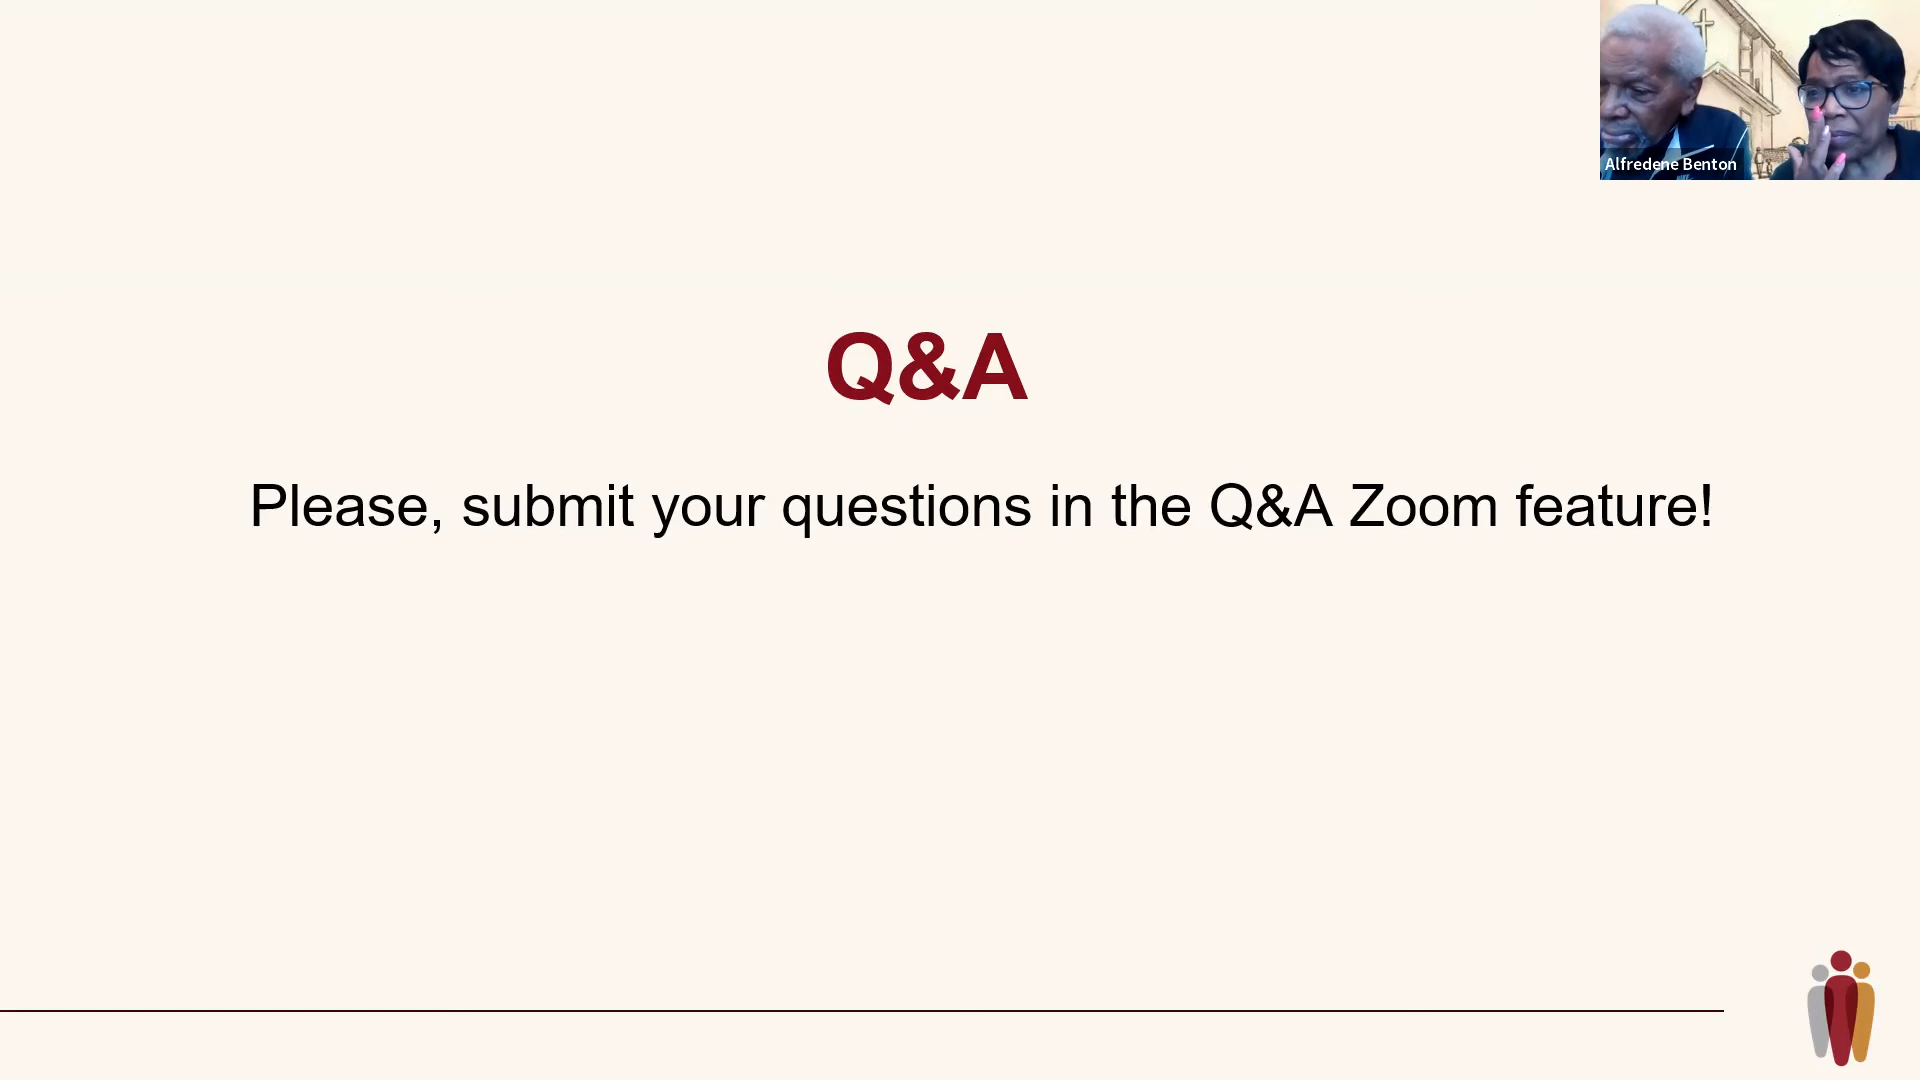 Alfredene Benton
Q&A
Please, submit your questions in the Q&A Zoom feature!